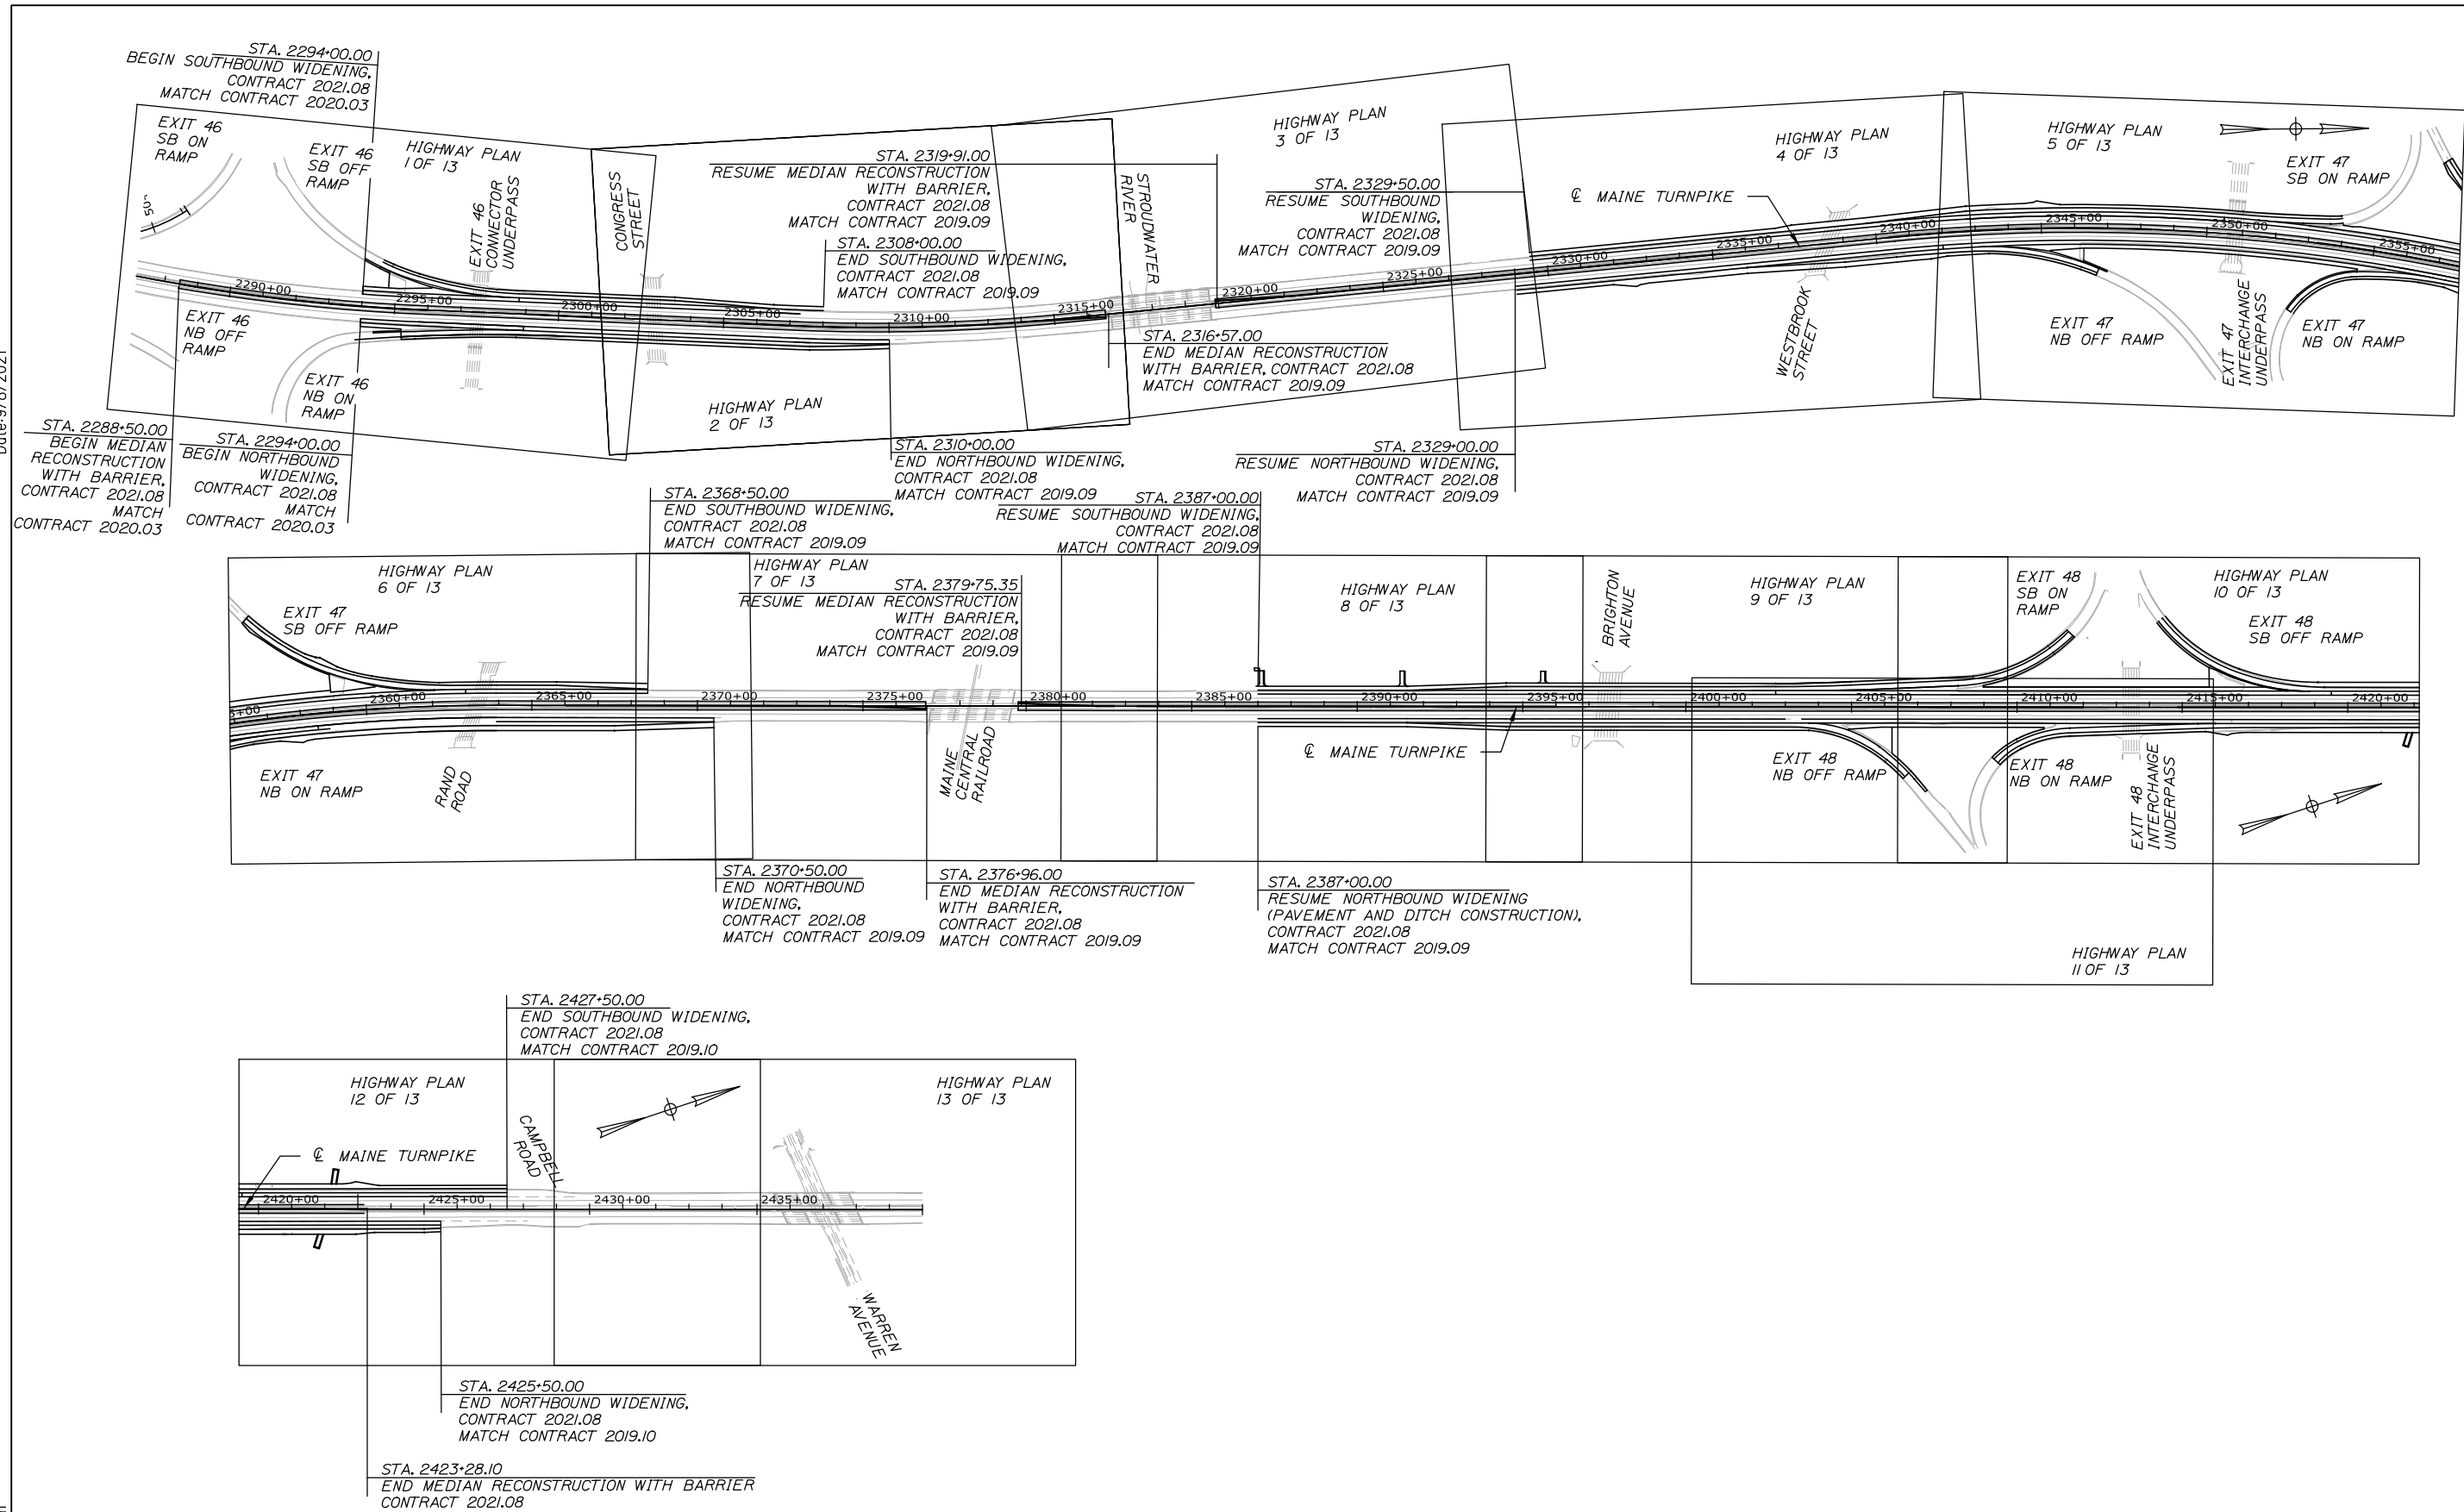 STA. 2294+00.00
BEGIN SOUTHBOUND WIDENING,
CONTRACT 2021.08
MATCH CONTRACT 2020.03
EXIT 46
SB ON
RAMP
EXIT 46
SB OFF
RAMP
HIGHWAY PLAN
1 OF 13
EXIT 46
CONNECTOR
UNDERPASS
CONGRESS
STREET
STA. 2319+91.00
RESUME MEDIAN RECONSTRUCTION
WITH BARRIER,
CONTRACT 2021.08
MATCH CONTRACT 2019.09
STA. 2308+00.00
END SOUTHBOUND WIDENING,
CONTRACT 2021.08
MATCH CONTRACT 2019.09
STROUDWATER
RIVER
HIGHWAY PLAN
3 OF 13
STA. 2329+50.00
RESUME SOUTHBOUND
WIDENING,
CONTRACT 2021.08
MATCH CONTRACT 2019.09
℄ MAINE TURNPIKE
HIGHWAY PLAN
4 OF 13
HIGHWAY PLAN
5 OF 13
EXIT 47
SB ON RAMP
2290+00
2295+00
2300+00
2305+00
2310+00
2315+00
2320+00
2325+00
2330+00
2335+00
2340+00
2345+00
2350+00
2355+00
EXIT 46
NB OFF
RAMP
EXIT 46
NB ON
RAMP
HIGHWAY PLAN
2 OF 13
STA. 2316+57.00
END MEDIAN RECONSTRUCTION
WITH BARRIER, CONTRACT 2021.08
MATCH CONTRACT 2019.09
WESTBROOK
STREET
EXIT 47
NB OFF RAMP
EXIT 47
INTERCHANGE
UNDERPASS
EXIT 47
NB ON RAMP
STA. 2288+50.00
BEGIN MEDIAN
RECONSTRUCTION
WITH BARRIER,
CONTRACT 2021.08
MATCH
CONTRACT 2020.03
STA. 2294+00.00
BEGIN NORTHBOUND
WIDENING,
CONTRACT 2021.08
MATCH
CONTRACT 2020.03
STA. 2310+00.00
END NORTHBOUND WIDENING,
CONTRACT 2021.08
MATCH CONTRACT 2019.09
STA. 2329+00.00
RESUME NORTHBOUND WIDENING,
CONTRACT 2021.08
MATCH CONTRACT 2019.09
STA. 2368+50.00
END SOUTHBOUND WIDENING,
CONTRACT 2021.08
MATCH CONTRACT 2019.09
STA. 2387+00.00
RESUME SOUTHBOUND WIDENING,
CONTRACT 2021.08
MATCH CONTRACT 2019.09
HIGHWAY PLAN
6 OF 13
EXIT 47
SB OFF RAMP
HIGHWAY PLAN
7 OF 13
STA. 2379+75.35
RESUME MEDIAN RECONSTRUCTION
WITH BARRIER,
CONTRACT 2021.08
MATCH CONTRACT 2019.09
HIGHWAY PLAN
8 OF 13
BRIGHTON
AVENUE
HIGHWAY PLAN
9 OF 13
EXIT 48
SB ON
RAMP
HIGHWAY PLAN
10 OF 13
EXIT 48
SB OFF RAMP
2360+00
2365+00
2370+00
2375+00
2380+00
2385+00
2390+00
2395+00
2400+00
2405+00
2410+00
2415+00
2420+00
EXIT 47
NB ON RAMP
RAND
ROAD
MAINE
CENTRAL
RAILROAD
℄ MAINE TURNPIKE
EXIT 48
NB OFF RAMP
EXIT 48
NB ON RAMP
EXIT 48
INTERCHANGE
UNDERPASS
STA. 2370+50.00
END NORTHBOUND
WIDENING,
CONTRACT 2021.08
MATCH CONTRACT 2019.09
STA. 2376+96.00
END MEDIAN RECONSTRUCTION
WITH BARRIER,
CONTRACT 2021.08
MATCH CONTRACT 2019.09
STA. 2387+00.00
RESUME NORTHBOUND WIDENING
(PAVEMENT AND DITCH CONSTRUCTION),
CONTRACT 2021.08
MATCH CONTRACT 2019.09
HIGHWAY PLAN
11 OF 13
STA. 2427+50.00
END SOUTHBOUND WIDENING,
CONTRACT 2021.08
MATCH CONTRACT 2019.10
HIGHWAY PLAN
12 OF 13
CAMPBELL
ROAD
HIGHWAY PLAN
13 OF 13
℄ MAINE TURNPIKE
2420+00
2425+00
2430+00
2435+00
WARREN
AVENUE
STA. 2425+50.00
END NORTHBOUND WIDENING,
CONTRACT 2021.08
MATCH CONTRACT 2019.10
STA. 2423+28.10
END MEDIAN RECONSTRUCTION WITH BARRIER
CONTRACT 2021.08